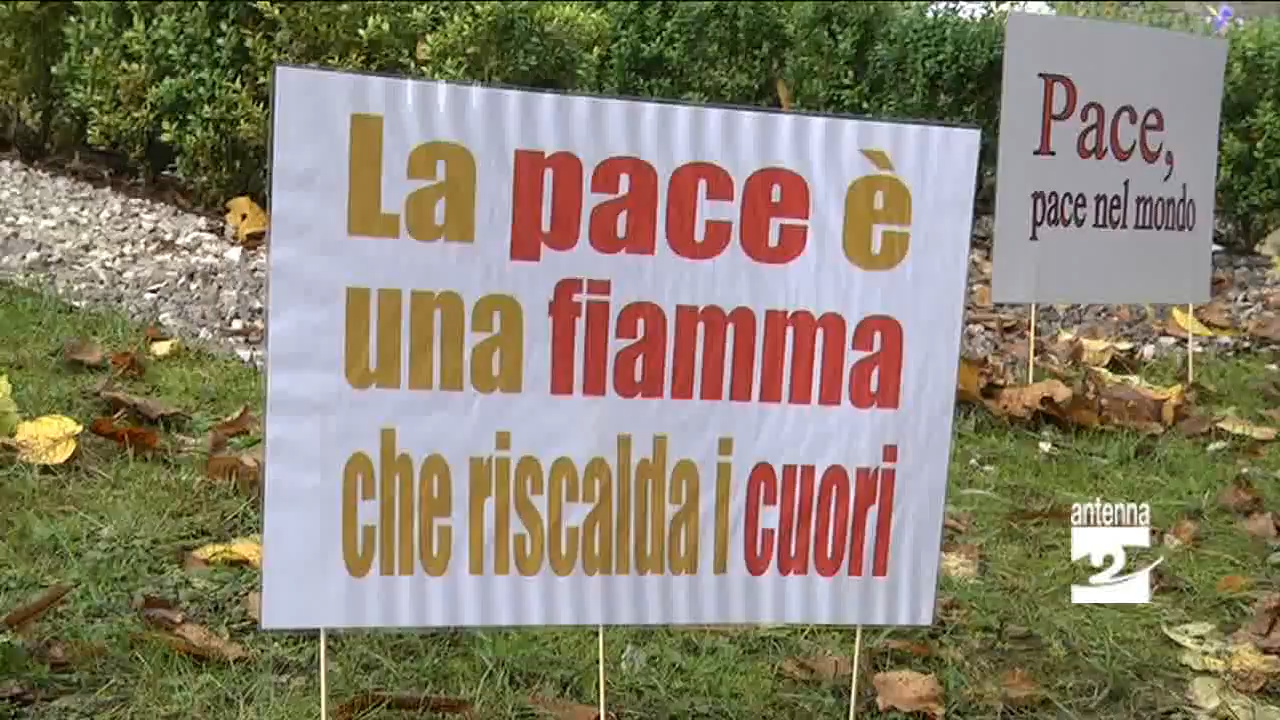 La pace è
una fiamma
che riscalda i cuori
Pace,
pace nel mondo
antenna
2